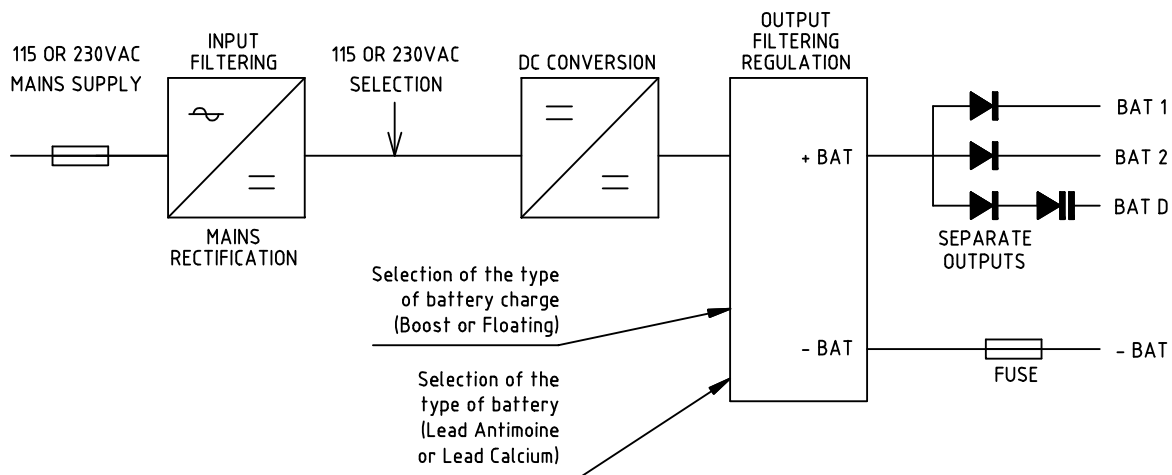 115 OR 230VAC
MAINS SUPPLY
INPUT
FILTERING
MAINS
RECTIFICATION
115 OR 230VAC
SELECTION
DC CONVERSION
OUTPUT
FILTERING
REGULATION
+ BAT
- BAT
BAT 1
BAT 2
BAT D
SEPARATE
OUTPUTS
- BAT
FUSE
Selection of the type
of battery charge
(Boost or Floating)
Selection of the
type of battery
(Lead Antimoine
or Lead Calcium)